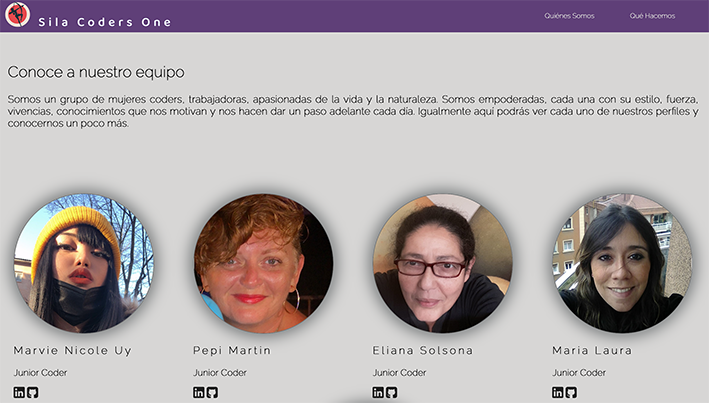 Sila Coders One
Quiénes Somos
Qué Hacemos
Conoce a nuestro equipo
Somos un grupo de mujeres coders, trabajadoras, apasionadas de la vida y la naturaleza. Somos empoderadas, cada una con su estilo, fuerza,
vivencias, conocimientos que nos motivan y nos hacen dar un paso adelante cada día. Igualmente aquí podrás ver cada uno de nuestros perfiles y
conocernos un poco más.
Marvie Nicole Uy
Pepi Martin
Eliana Solsona
Maria Laura
Junior Coder
Junior Coder
Junior Coder
Junior Coder